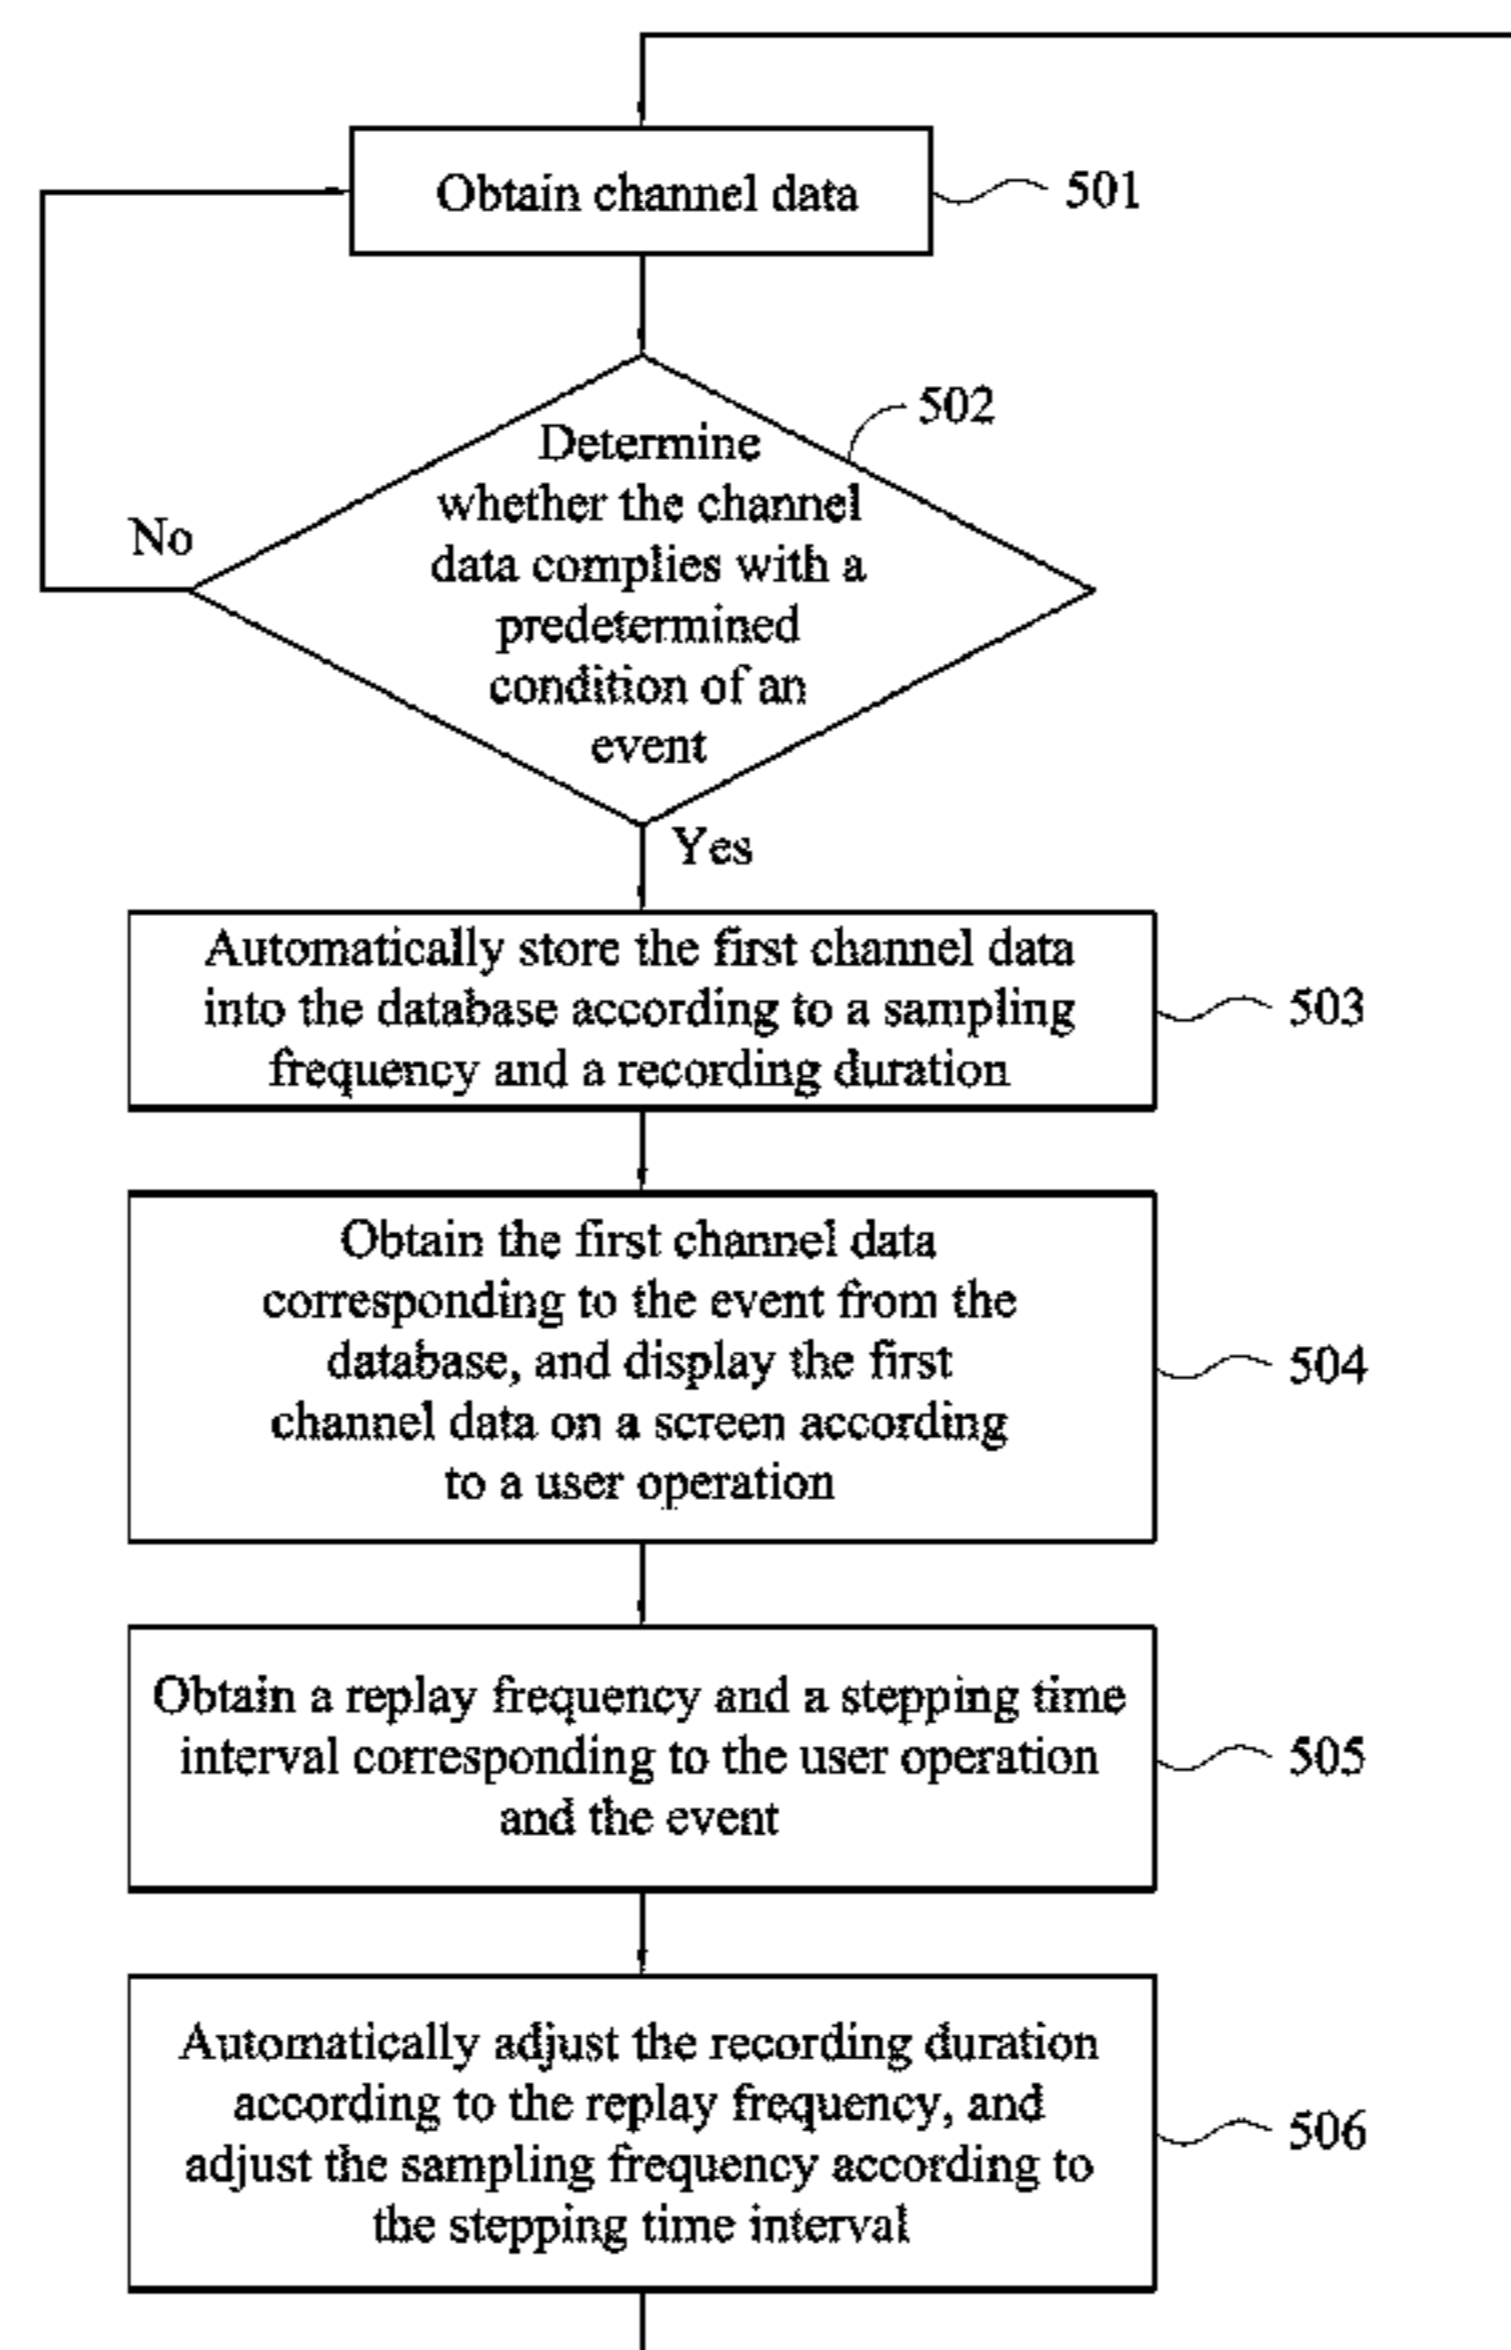 Obtain channel data
501
502
Determine
whether the channel
data complies with a
predetermined
condition of an
event
No
Yes
Automatically store the first channel data
into the database according to a sampling
frequency and a recording duration
503
Obtain the first channel data
corresponding to the event from the
database, and display the first
channel data on a screen according
to a user operation
504
Obtain a replay frequency and a stepping time
interval corresponding to the user operation
and the event
505
Automatically adjust the recording duration
according to the replay frequency, and
adjust the sampling frequency according to
the stepping time interval
506